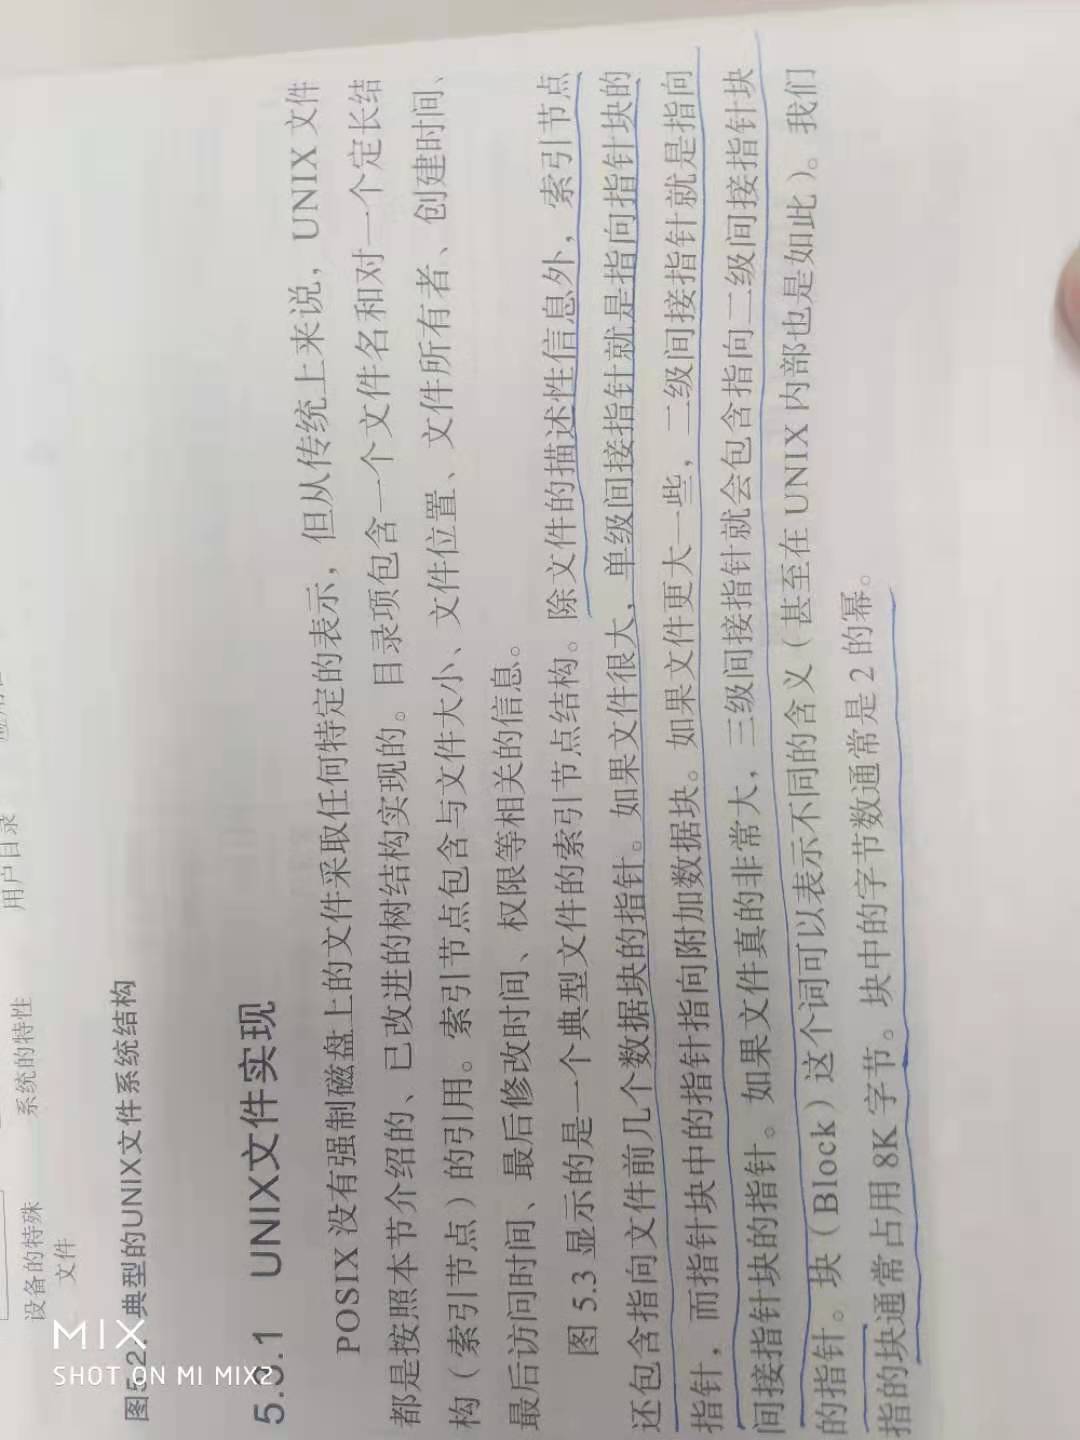 设备的特殊
文件
系统的特性
用户目录
图5.2: 典型的UNIX文件系统结构
5.3.1 UNIX文件实现
POSIX 没有强制磁盘上的文件采取任何特定的表示，但从传统上来说，UNIX 文件
都是按照本节介绍的、已改进的树结构实现的。目录项包含一个文件名和对一个定长结
构（索引节点）的引用。索引节点包含与文件大小、文件位置、文件所有者、创建时间、
最后访问时间、最后修改时间、权限等相关的信息。
图 5.3 显示的是一个典型文件的索引节点结构。除文件的描述性信息外，索引节点
还包含指向文件前几个数据块的指针。如果文件很大，单级间接指针就是指向指针块的
指针，而指针块中的指针指向附加数据块。如果文件更大一些，二级间接指针就是指向
间接指针块的指针。如果文件真的非常大，三级间接指针就会包含指向二级间接指针块
的指针。块（Block）这个词可以表示不同的含义（甚至在 UNIX 内部也是如此）。我们
指的块通常占用 8K 字节。块中的字节数通常是 2 的幂。
MIX
SHOT ON MI MIX2